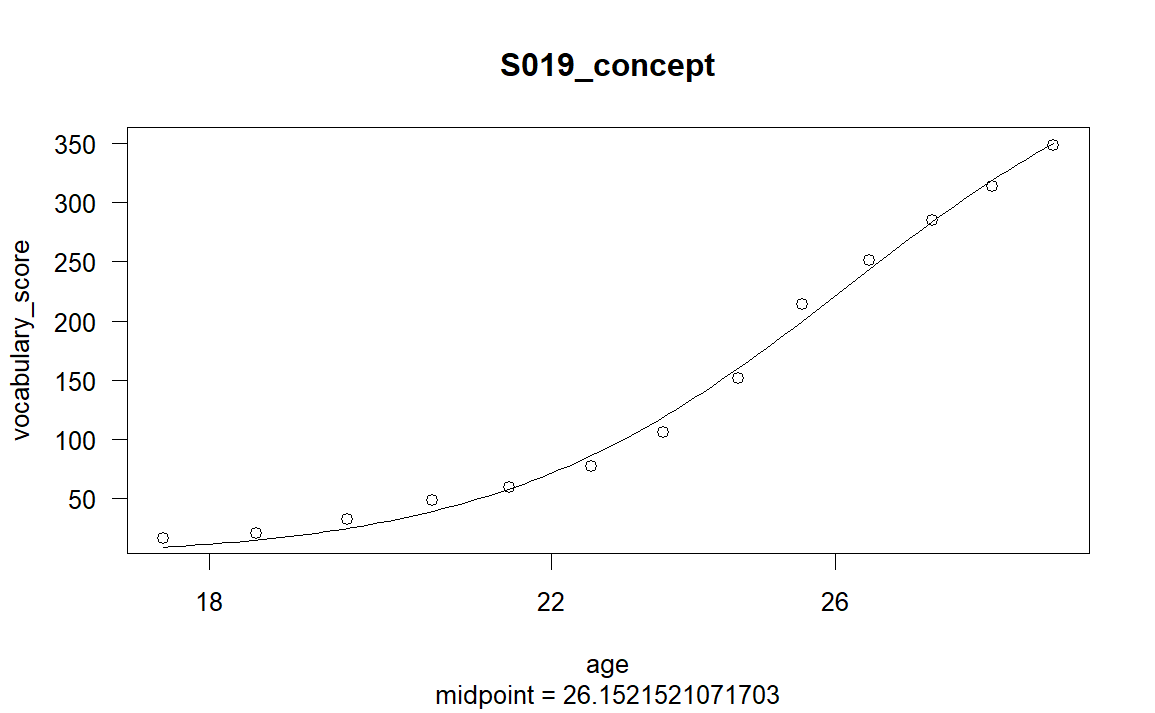 S019_concept
350
300
250
200
150
100
50
vocabulary_score
18 22 26
age
midpoint = 26.1521521071703